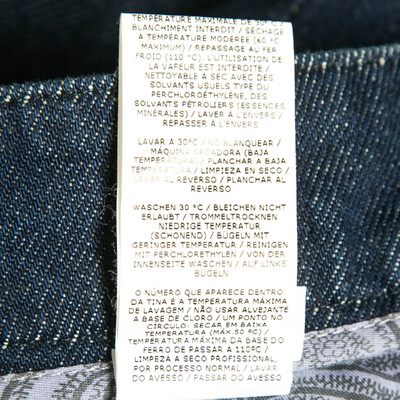 TEMPÉRATURE MAXIMALE DE 30°C /
BLANCHIMENT INTERDIT / SÉCHAGE
À TEMPÉRATURE MODÉRÉE (60 °C
MAXIMUM) / REPASSAGE AU FER
FROID (110 °C). L'UTILISATION DE
LA VAPEUR EST INTERDITE /
NETTOYABLE À SEC AVEC DES
SOLVANTS USUELS TYPE DU
PERCHLOROÉTHYLÈNE, DES
SOLVANTS PÉTROLIERS (ESSENCES
MINÉRALES) / LAVER À L'ENVERS /
REPASSER À L'ENVERS
LAVAR A 30°C / NO BLANQUEAR /
MÁQUINA SECADORA (BAJA
TEMPERATURA) / PLANCHAR A BAJA
TEMPERATURA / LIMPIEZA EN SECO /
LAVAR AL REVERSO / PLANCHAR AL
REVERSO
WASCHEN 30 °C / BLEICHEN NICHT
ERLAUBT / TROMMELTROCKNEN
NIEDRIGE TEMPERATUR
(SCHONEND) / BÜGELN MIT
GERINGER TEMPERATUR / REINIGEN
MIT PERCHLORETHYLEN / VON DER
INNENSEITE WASCHEN / AUF LINKS
BÜGELN
O NÚMERO QUE APARECE DENTRO
DA TINA É A TEMPERATURA MÁXIMA
DE LAVAGEM / NÃO USAR ALVEJANTE
A BASE DE CLORO / UM PONTO NO
CIRCULO: SECAR EM BAIXA
TEMPERATURA (MÁX.50 °C) /
TEMPERATURA MÁXIMA DA BASE DO
FERRO DE PASSAR A 110°C /
LIMPEZA A SECO PROFISSIONAL,
POR PROCESSO NORMAL / LAVAR
DO AVESSO / PASSAR DO AVESSO